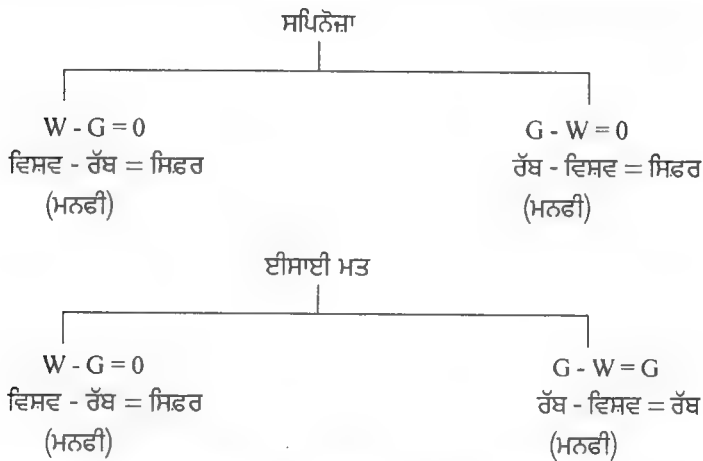 ਸਪਿਨੋਜ਼ਾ
W - G = 0
ਵਿਸ਼ਵ - ਰੱਬ = ਸਿਫ਼ਰ
(ਮਨਫੀ)
G - W = 0
ਰੱਬ - ਵਿਸ਼ਵ = ਸਿਫ਼ਰ
(ਮਨਫੀ)
ਈਸਾਈ ਮਤ
W - G = 0
ਵਿਸ਼ਵ - ਰੱਬ = ਸਿਫ਼ਰ
(ਮਨਫੀ)
G - W = G
ਰੱਬ - ਵਿਸ਼ਵ = ਰੱਬ
(ਮਨਫੀ)